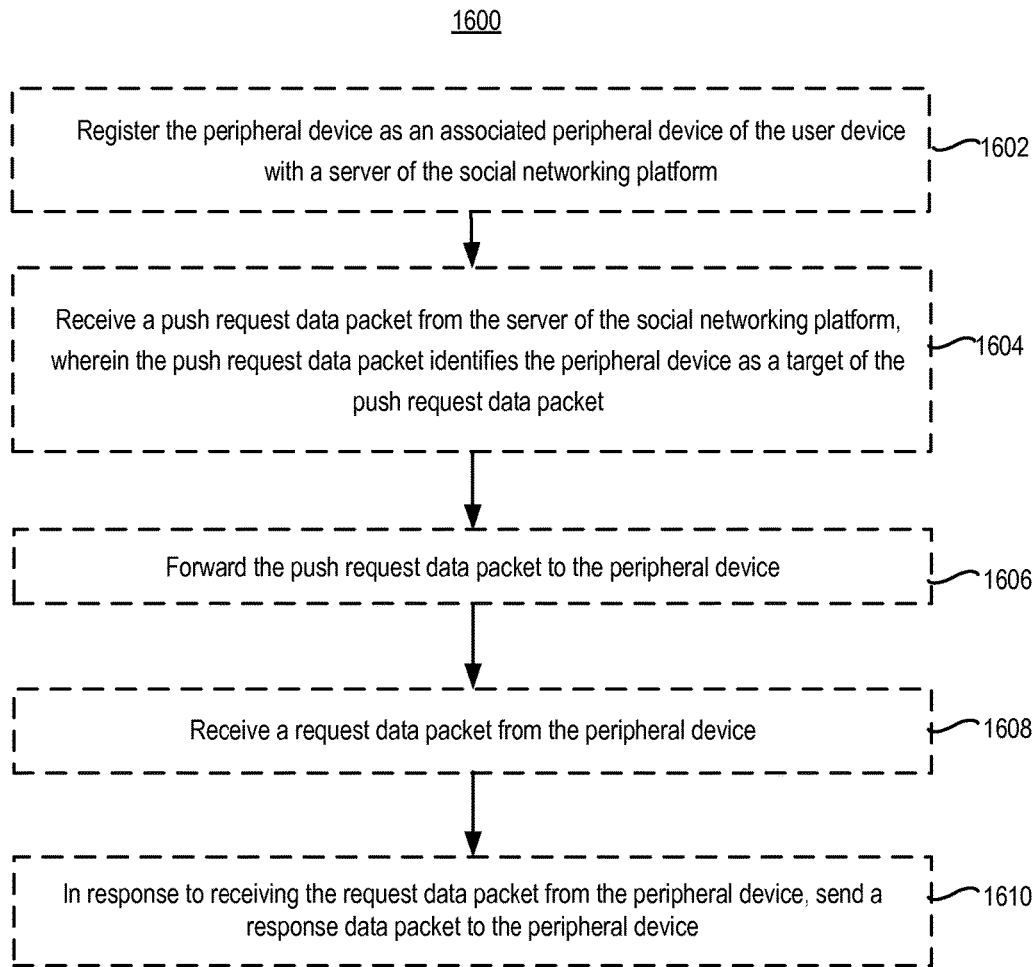 1600
Register the peripheral device as an associated peripheral device of the user device
with a server of the social networking platform
1602
Receive a push request data packet from the server of the social networking platform,
wherein the push request data packet identifies the peripheral device as a target of the
push request data packet
1604
Forward the push request data packet to the peripheral device
1606
Receive a request data packet from the peripheral device
1608
In response to receiving the request data packet from the peripheral device, send a
response data packet to the peripheral device
1610